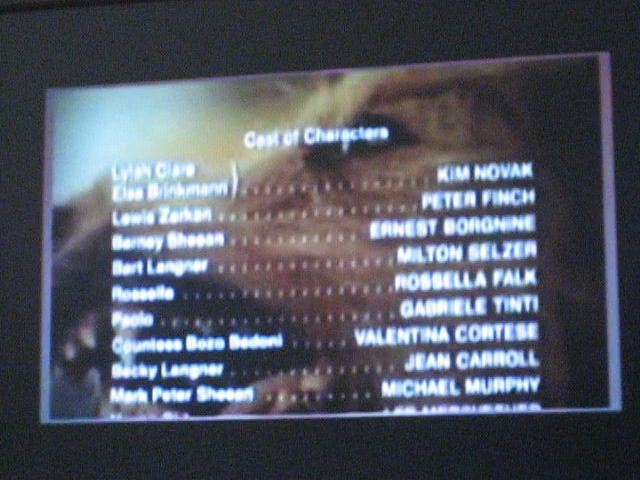 Cast of Characters
Lylah Clare
Elsa Brinkmann } . . . . . . . . . . . . . . . KIM NOVAK
Lewis Zarkan . . . . . . . . . . . . . . . . PETER FINCH
Barney Sheean . . . . . . . . . . . ERNEST BORGNINE
Bart Langner . . . . . . . . . . . . . . MILTON SELZER
Rossella . . . . . . . . . . . . . . . . . ROSSELLA FALK
Paolo . . . . . . . . . . . . . . . . . . . GABRIELE TINTI
Countess Bozo Bedoni . . . . . VALENTINA CORTESE
Becky Langner . . . . . . . . . . . . . . JEAN CARROLL
Mark Peter Sheean . . . . . . . . . MICHAEL MURPHY